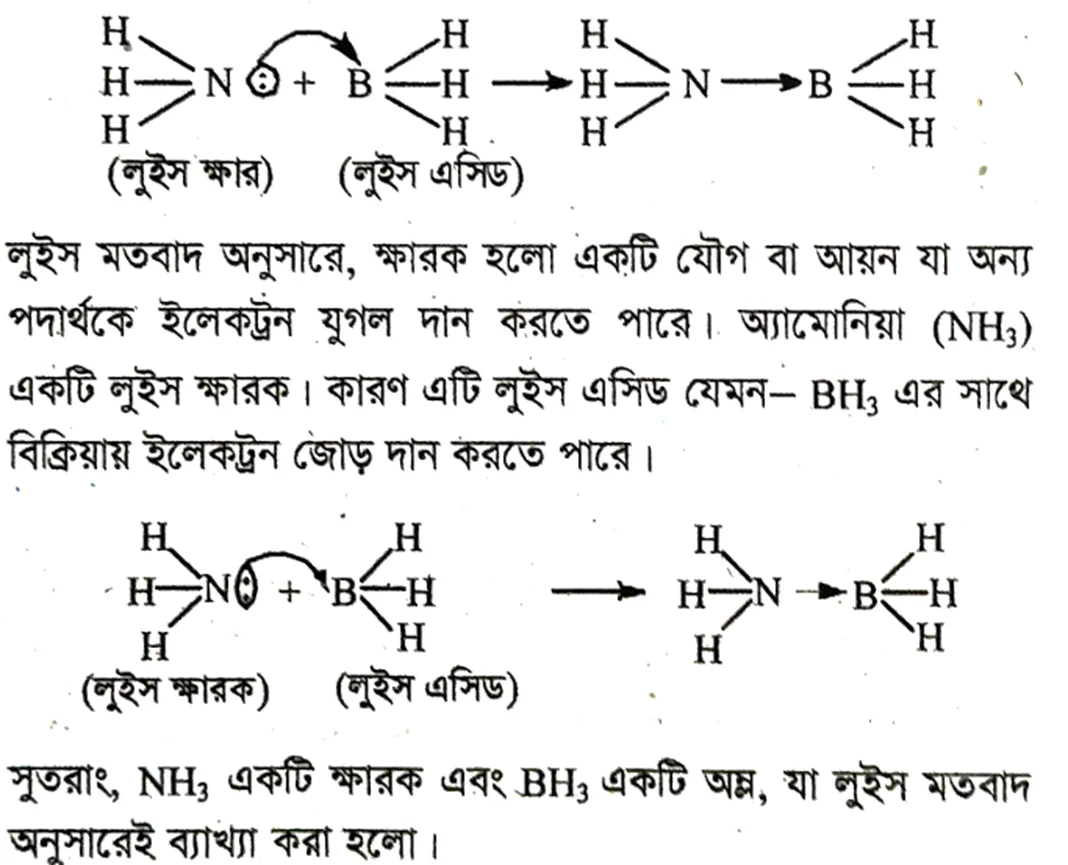 H H H H
H—N : + B—H ⟶ H—N ⟶ B—H
H H H H
(লুইস ক্ষার) (লুইস এসিড)
লুইস মতবাদ অনুসারে, ক্ষারক হলো একটি যৌগ বা আয়ন যা অন্য
পদার্থকে ইলেকট্রন যুগল দান করতে পারে। অ্যামোনিয়া (NH₃)
একটি লুইস ক্ষারক। কারণ এটি লুইস এসিড যেমন– BH₃ এর সাথে
বিক্রিয়ায় ইলেকট্রন জোড় দান করতে পারে।
H H H H
H—N : + B—H ⟶ H—N ⟶ B—H
H H H H
(লুইস ক্ষারক) (লুইস এসিড)
সুতরাং, NH₃ একটি ক্ষারক এবং BH₃ একটি অম্ল, যা লুইস মতবাদ
অনুসারেই ব্যাখ্যা করা হলো।